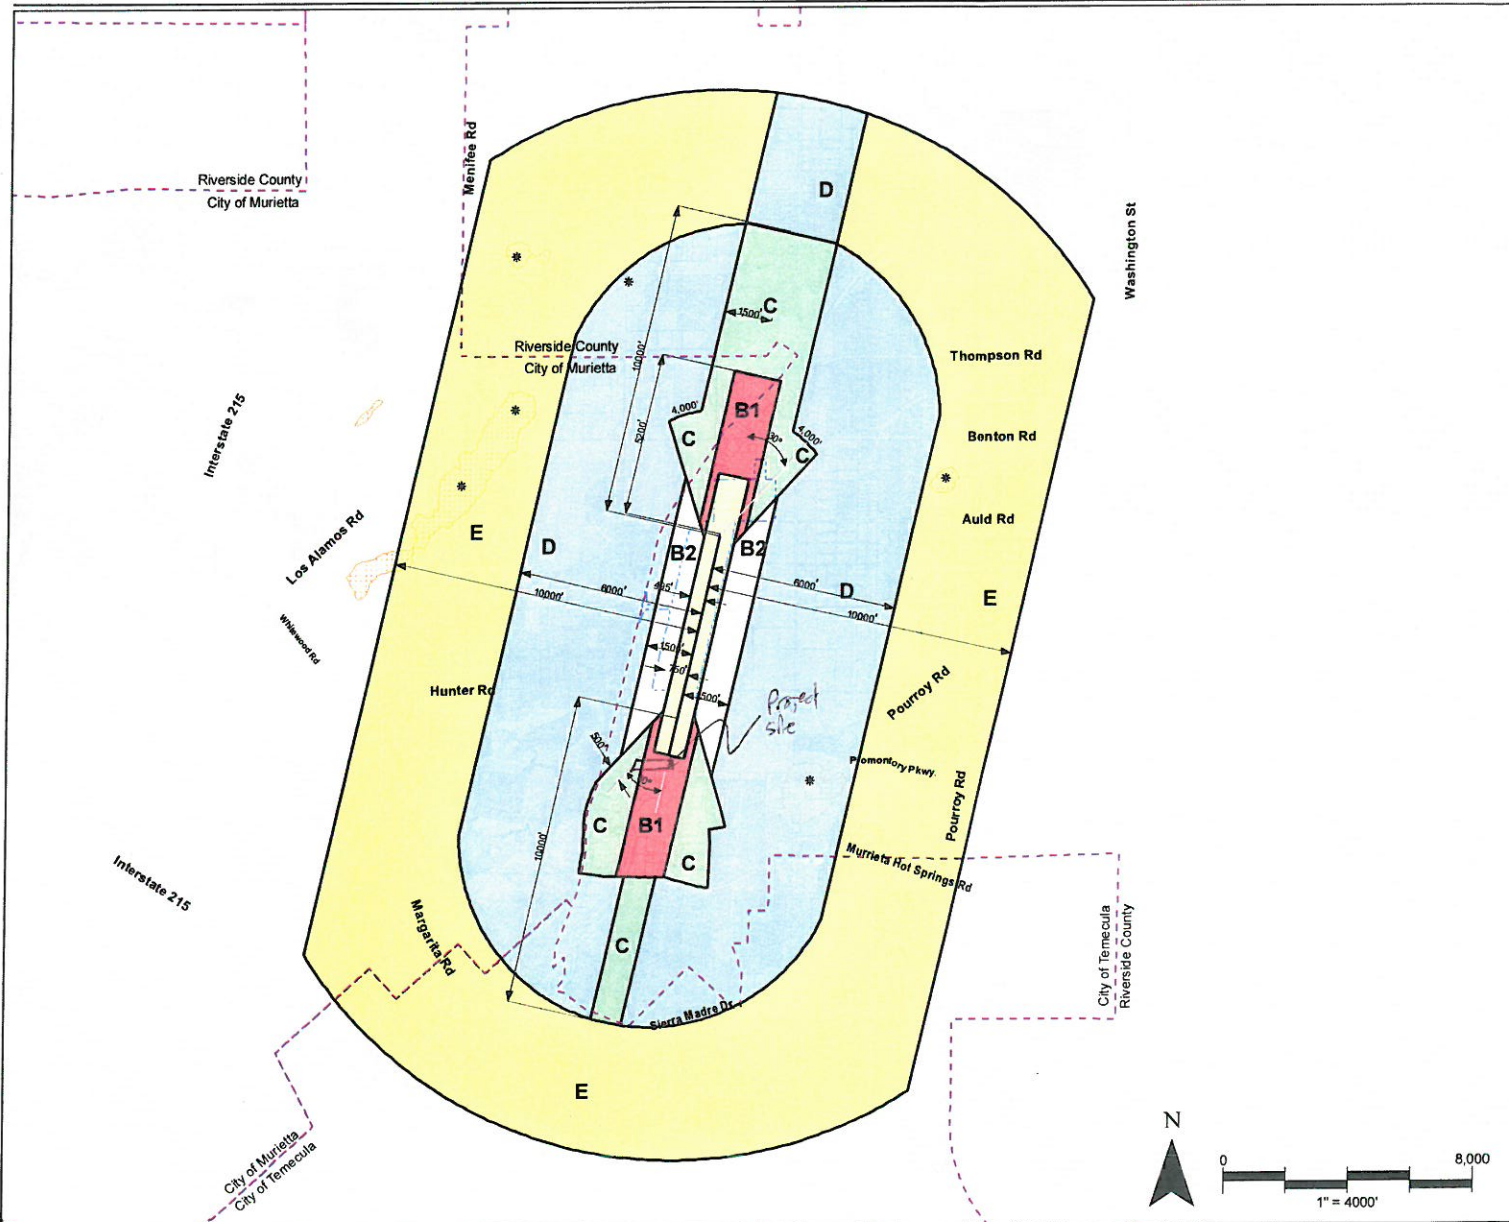 Riverside County
City of Murietta
Menifee Rd
D
Washington St
C
1500'
Riverside County
City of Murietta
10000'
Thompson Rd
Interstate 215
B1
4,000'
5200'
C
30°
4,000'
C
Benton Rd
Auld Rd
Los Alamos Rd
E
D
B2
B2
6000'
10000'
495'
6000'
D
10000'
E
Whitewood Rd
1500'
750'
1500'
Hunter Rd
Project
site
Pourroy Rd
500'
Promontory Pkwy.
Pourroy Rd
C
B1
C
10000'
Murrieta Hot Springs Rd
Interstate 215
Margarita Rd
C
City of Temecula
Riverside County
Sierra Madre Dr.
E
City of Murietta
City of Temecula
N
0
8,000
1" = 4000'